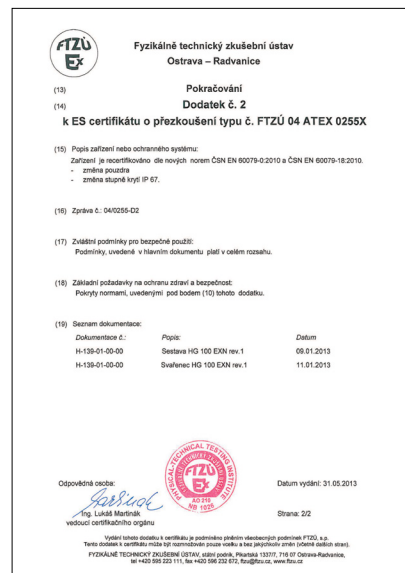 FTZÚ
Ex
Fyzikálně technický zkušební ústav
Ostrava – Radvanice
(13) Pokračování
(14) Dodatek č. 2
k ES certifikátu o přezkoušení typu č. FTZÚ 04 ATEX 0255X
(15) Popis zařízení nebo ochranného systému:
Zařízení je recertifikováno dle nových norem ČSN EN 60079-0:2010 a ČSN EN 60079-18:2010.
- změna pouzdra
- změna stupně krytí IP 67.
(16) Zpráva č.: 04/0255-D2
(17) Zvláštní podmínky pro bezpečné použití:
Podmínky, uvedené v hlavním dokumentu platí v celém rozsahu.
(18) Základní požadavky na ochranu zdraví a bezpečnost:
Pokryty normami, uvedenými pod bodem (10) tohoto dodatku.
(19) Seznam dokumentace:
Dokumentace č.: Popis: Datum
H-139-01-00-00 Sestava HG 100 EXN rev.1 09.01.2013
H-139-01-00-00 Svařenec HG 100 EXN rev.1 11.01.2013
PHYSICAL-TECHNICAL TESTING INSTITUTE
FTZÚ
Ex
AO 210
NB 1026
Odpovědná osoba: Datum vydání: 31.05.2013
Ing. Lukáš Martinák Strana: 2/2
vedoucí certifikačního orgánu
Vydání tohoto dodatku k certifikátu je podmíněno plněním všeobecných podmínek FTZÚ, s.p.
Tento dodatek k certifikátu může být rozmnožován pouze vcelku a bez jakýchkoliv změn (včetně dalších stran).
FYZIKÁLNĚ TECHNICKÝ ZKUŠEBNÍ ÚSTAV, státní podnik, Pikartská 1337/7, 716 07 Ostrava-Radvanice,
tel +420 595 223 111, fax +420 596 232 672, ftzu@ftzu.cz, www.ftzu.cz